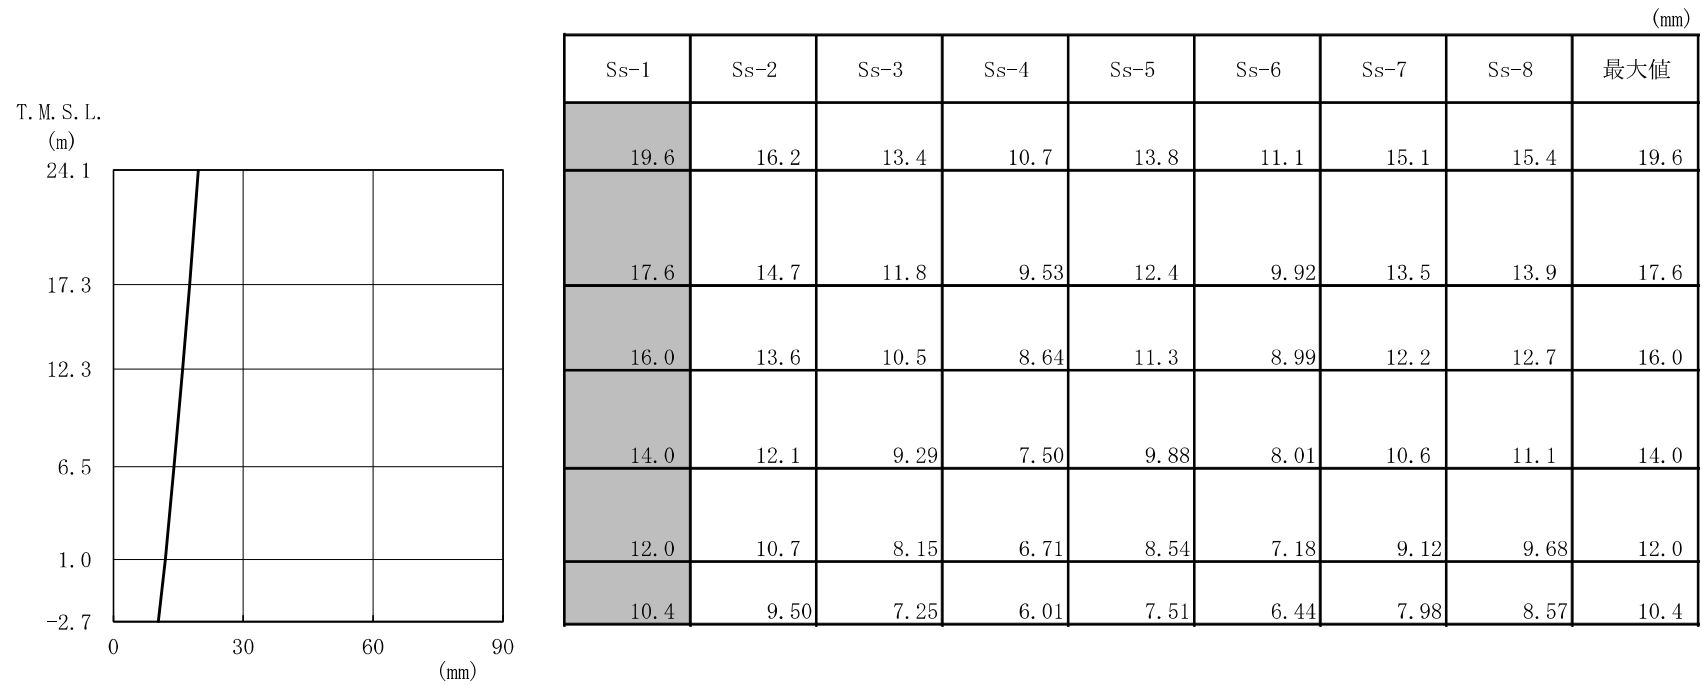 (mm)
Ss-1 Ss-2 Ss-3 Ss-4 Ss-5 Ss-6 Ss-7 Ss-8 最大値
T.M.S.L.
(m)
19.6 16.2 13.4 10.7 13.8 11.1 15.1 15.4 19.6
24.1
17.6 14.7 11.8 9.53 12.4 9.92 13.5 13.9 17.6
17.3
16.0 13.6 10.5 8.64 11.3 8.99 12.2 12.7 16.0
12.3
14.0 12.1 9.29 7.50 9.88 8.01 10.6 11.1 14.0
6.5
12.0 10.7 8.15 6.71 8.54 7.18 9.12 9.68 12.0
1.0
10.4 9.50 7.25 6.01 7.51 6.44 7.98 8.57 10.4
-2.7
0 30 60 90
(mm)